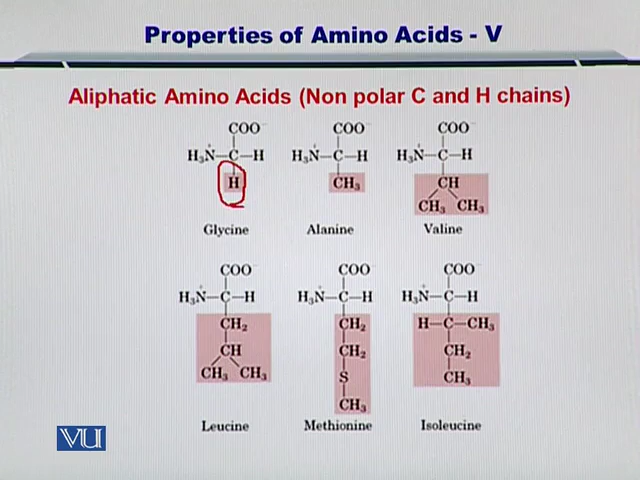 Properties of Amino Acids - V
Aliphatic Amino Acids (Non polar C and H chains)
COO⁻ COO⁻ COO⁻
H₃N⁺–C–H H₃N⁺–C–H H₃N⁺–C–H
H CH₃ CH
CH₃ CH₃
Glycine Alanine Valine
COO⁻ COO COO⁻
H₃N⁺–C–H H₃N⁺–C–H H₃N⁺–C–H
CH₂ CH₂ H–C–CH₃
CH CH₂ CH₂
CH₃ CH₃ S CH₃
CH₃
Leucine Methionine Isoleucine
VU